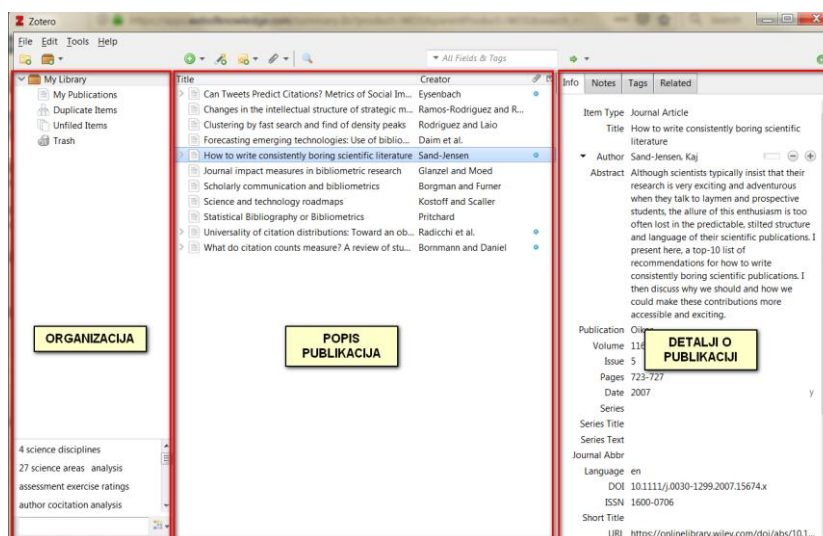 Zotero
File Edit Tools Help
All Fields & Tags
My Library
My Publications
Duplicate Items
Unfiled Items
Trash
4 science disciplines
27 science areas analysis
assessment exercise ratings
author cocitation analysis
ORGANIZACIJA
Title Creator
Can Tweets Predict Citations? Metrics of Social Im... Eysenbach
Changes in the intellectual structure of strategic m... Ramos-Rodriguez and R...
Clustering by fast search and find of density peaks Rodriguez and Laio
Forecasting emerging technologies: Use of biblio... Daim et al.
How to write consistently boring scientific literature Sand-Jensen
Journal impact measures in bibliometric research Glanzel and Moed
Scholarly communication and bibliometrics Borgman and Furner
Science and technology roadmaps Kostoff and Scaller
Statistical Bibliography or Bibliometrics Pritchard
Universality of citation distributions: Toward an ob... Radicchi et al.
What do citation counts measure? A review of stu... Bornmann and Daniel
POPIS
PUBLIKACIJA
Info Notes Tags Related
Item Type Journal Article
Title How to write consistently boring scientific
literature
Author Sand-Jensen, Kaj
Abstract Although scientists typically insist that their
research is very exciting and adventurous
when they talk to laymen and prospective
students, the allure of this enthusiasm is too
often lost in the predictable, stilted structure
and language of their scientific publications. I
present here, a top-10 list of
recommendations for how to write
consistently boring scientific publications. I
then discuss why we should and how we
could make these contributions more
accessible and exciting.
Publication
Volume
Issue 5
Pages 723-727
Date 2007 y
Series
Series Title
Series Text
Journal Abbr
Language en
DOI 10.1111/j.0030-1299.2007.15674.x
ISSN 1600-0706
Short Title
URL https://onlinelibrary.wiley.com/doi/abs/10.1...
DETALJI O
PUBLIKACIJI